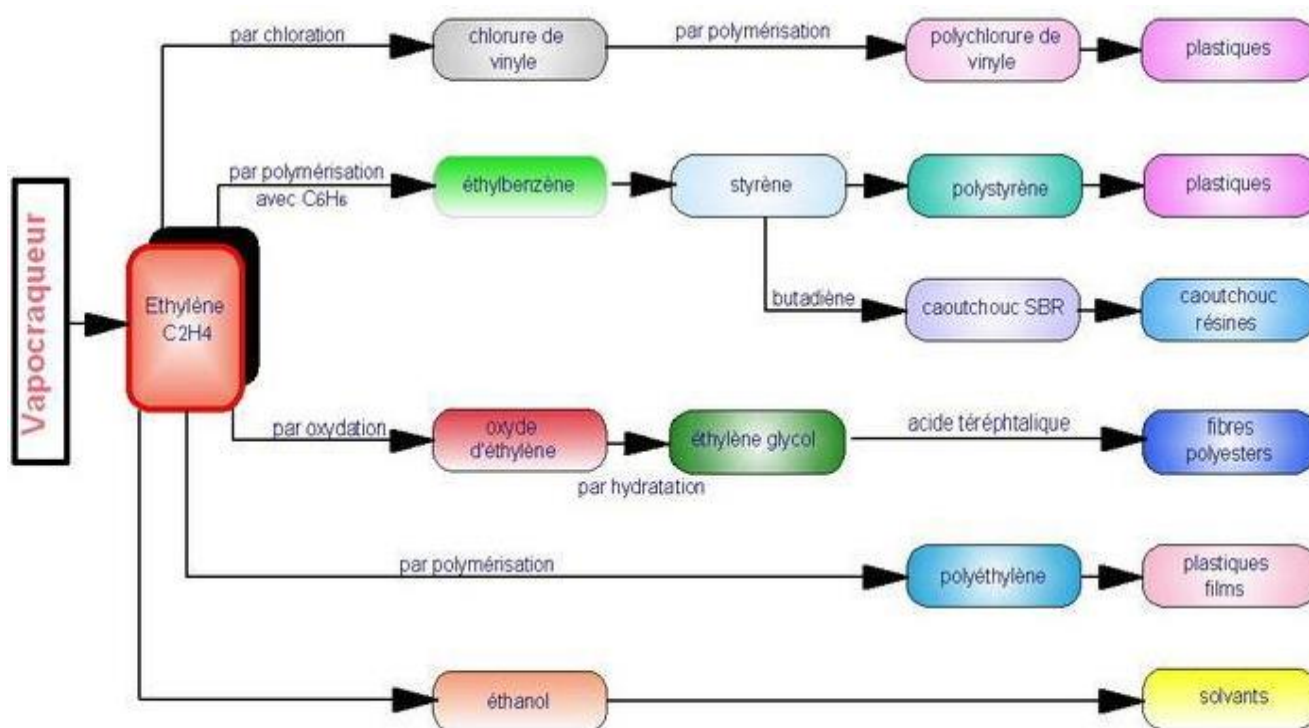 par chloration
chlorure de
vinyle
par polymérisation
polychlorure de
vinyle
plastiques
par polymérisation
avec C6H6
éthylbenzène
styrène
polystyrène
plastiques
Vapocraqueur
Ethylène
C2H4
butadiène
caoutchouc SBR
caoutchouc
résines
par oxydation
oxyde
d'éthylène
par hydratation
éthylène glycol
acide téréphtalique
fibres
polyesters
par polymérisation
polyéthylène
plastiques
films
éthanol
solvants